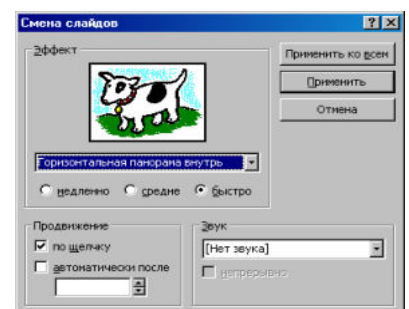 Смена слайдов
Эффект
Применить ко всем
Применить
Отмена
Горизонтальная панорама внутрь
медленно средне быстро
Продвижение
по щелчку
автоматически после
Звук
[Нет звука]
непрерывно